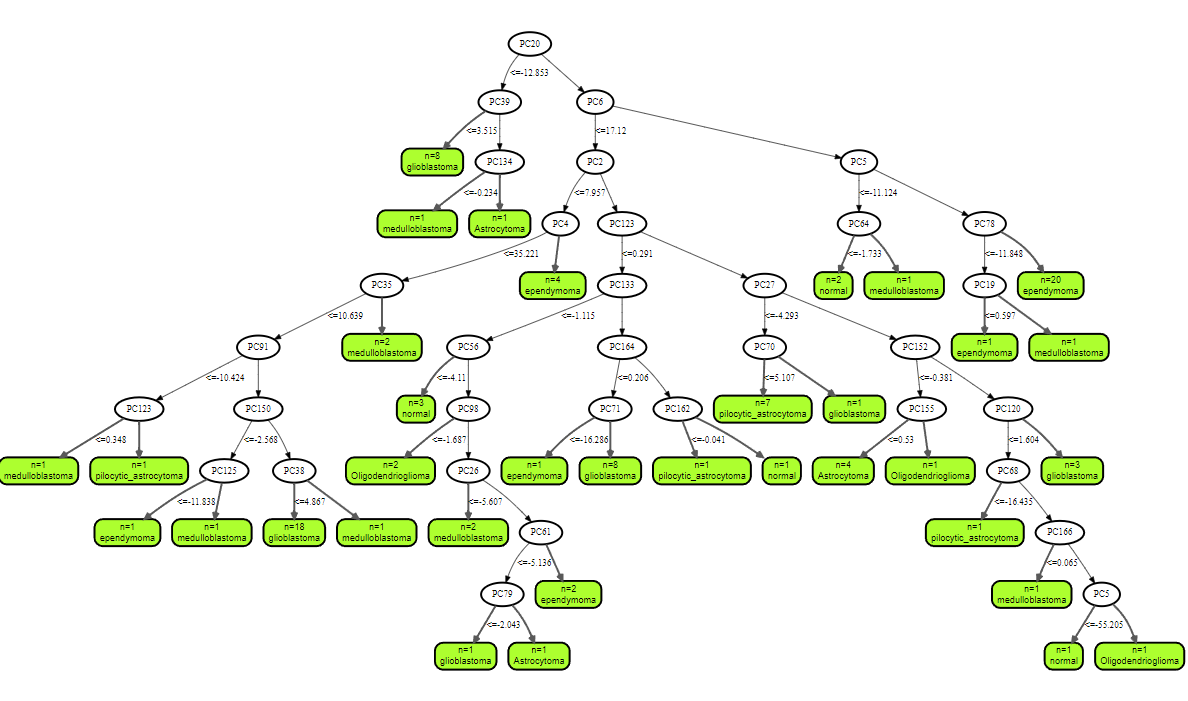 PC20
<=-12.853
PC39
PC6
<=3.515
<=17.12
n=8
glioblastoma
PC134
PC2
PC5
<=-0.234
<=7.957
<=-11.124
n=1
medulloblastoma
n=1
Astrocytoma
PC4
PC123
PC64
PC78
<=35.221
<=0.291
<=-1.733
<=-11.848
PC35
n=4
ependymoma
PC133
PC27
n=2
normal
n=1
medulloblastoma
PC19
n=20
ependymoma
<=10.639
<=-1.115
<=-4.293
<=0.597
PC91
n=2
medulloblastoma
PC56
PC164
PC70
PC152
n=1
ependymoma
n=1
medulloblastoma
<=-10.424
<=-4.11
<=0.206
<=5.107
<=-0.381
PC123
PC150
n=3
normal
PC98
PC71
PC162
n=7
pilocytic_astrocytoma
n=1
glioblastoma
PC155
PC120
<=0.348
<=-2.568
<=-1.687
<=-16.286
<=-0.041
<=0.53
<=1.604
n=1
medulloblastoma
n=1
pilocytic_astrocytoma
PC125
PC38
n=2
Oligodendrioglioma
PC26
n=1
ependymoma
n=8
glioblastoma
n=1
pilocytic_astrocytoma
n=1
normal
n=4
Astrocytoma
n=1
Oligodendrioglioma
PC68
n=3
glioblastoma
<=-11.838
<=4.867
<=-5.607
<=-16.435
n=1
ependymoma
n=1
medulloblastoma
n=18
glioblastoma
n=1
medulloblastoma
n=2
medulloblastoma
PC61
n=1
pilocytic_astrocytoma
PC166
<=-5.136
<=0.065
PC79
n=2
ependymoma
n=1
medulloblastoma
PC5
<=-2.043
<=-55.205
n=1
glioblastoma
n=1
Astrocytoma
n=1
normal
n=1
Oligodendrioglioma